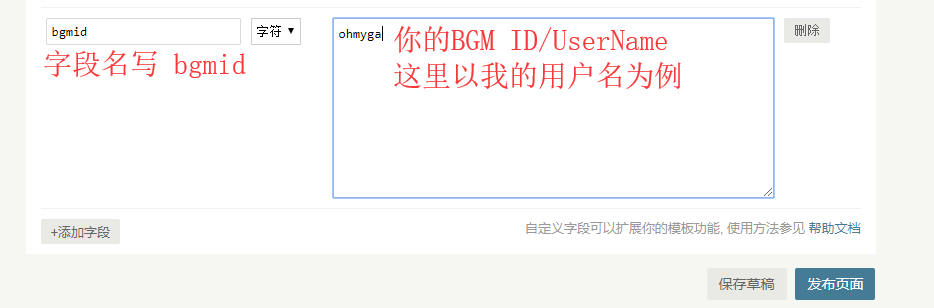 bgmid
字符
ohmyga
删除
你的BGM ID/UserName
字段名写 bgmid
这里以我的用户名为例
+添加字段
自定义字段可以扩展你的模板功能, 使用方法参见 帮助文档
保存草稿
发布页面